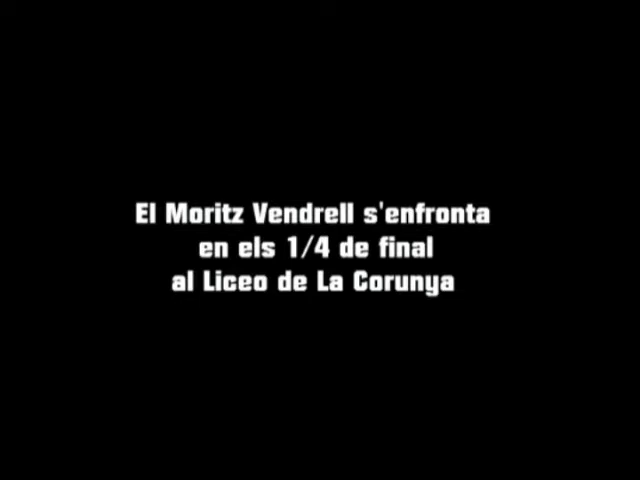 El Moritz Vendrell s'enfronta
en els 1/4 de final
al Liceo de La Corunya